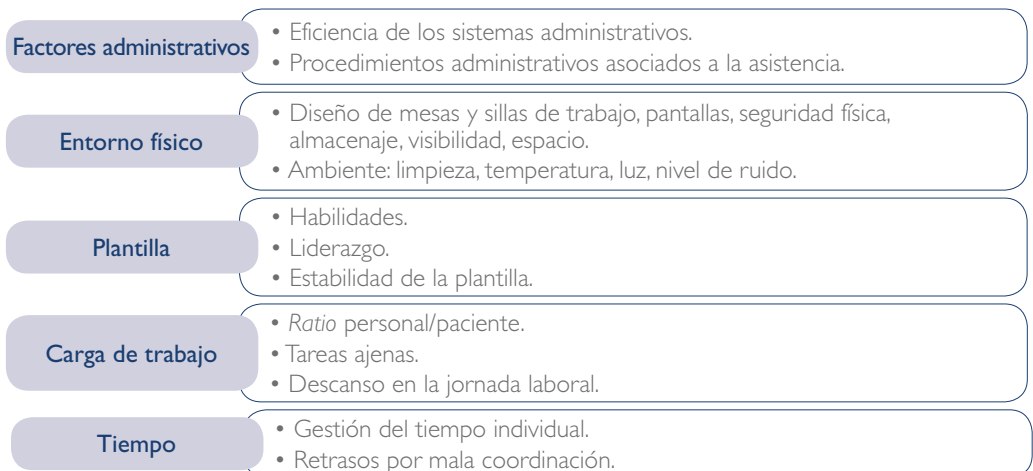 Factores administrativos
• Eficiencia de los sistemas administrativos.
• Procedimientos administrativos asociados a la asistencia.
Entorno físico
• Diseño de mesas y sillas de trabajo, pantallas, seguridad física,
almacenaje, visibilidad, espacio.
• Ambiente: limpieza, temperatura, luz, nivel de ruido.
Plantilla
• Habilidades.
• Liderazgo.
• Estabilidad de la plantilla.
Carga de trabajo
• Ratio personal/paciente.
• Tareas ajenas.
• Descanso en la jornada laboral.
Tiempo
• Gestión del tiempo individual.
• Retrasos por mala coordinación.